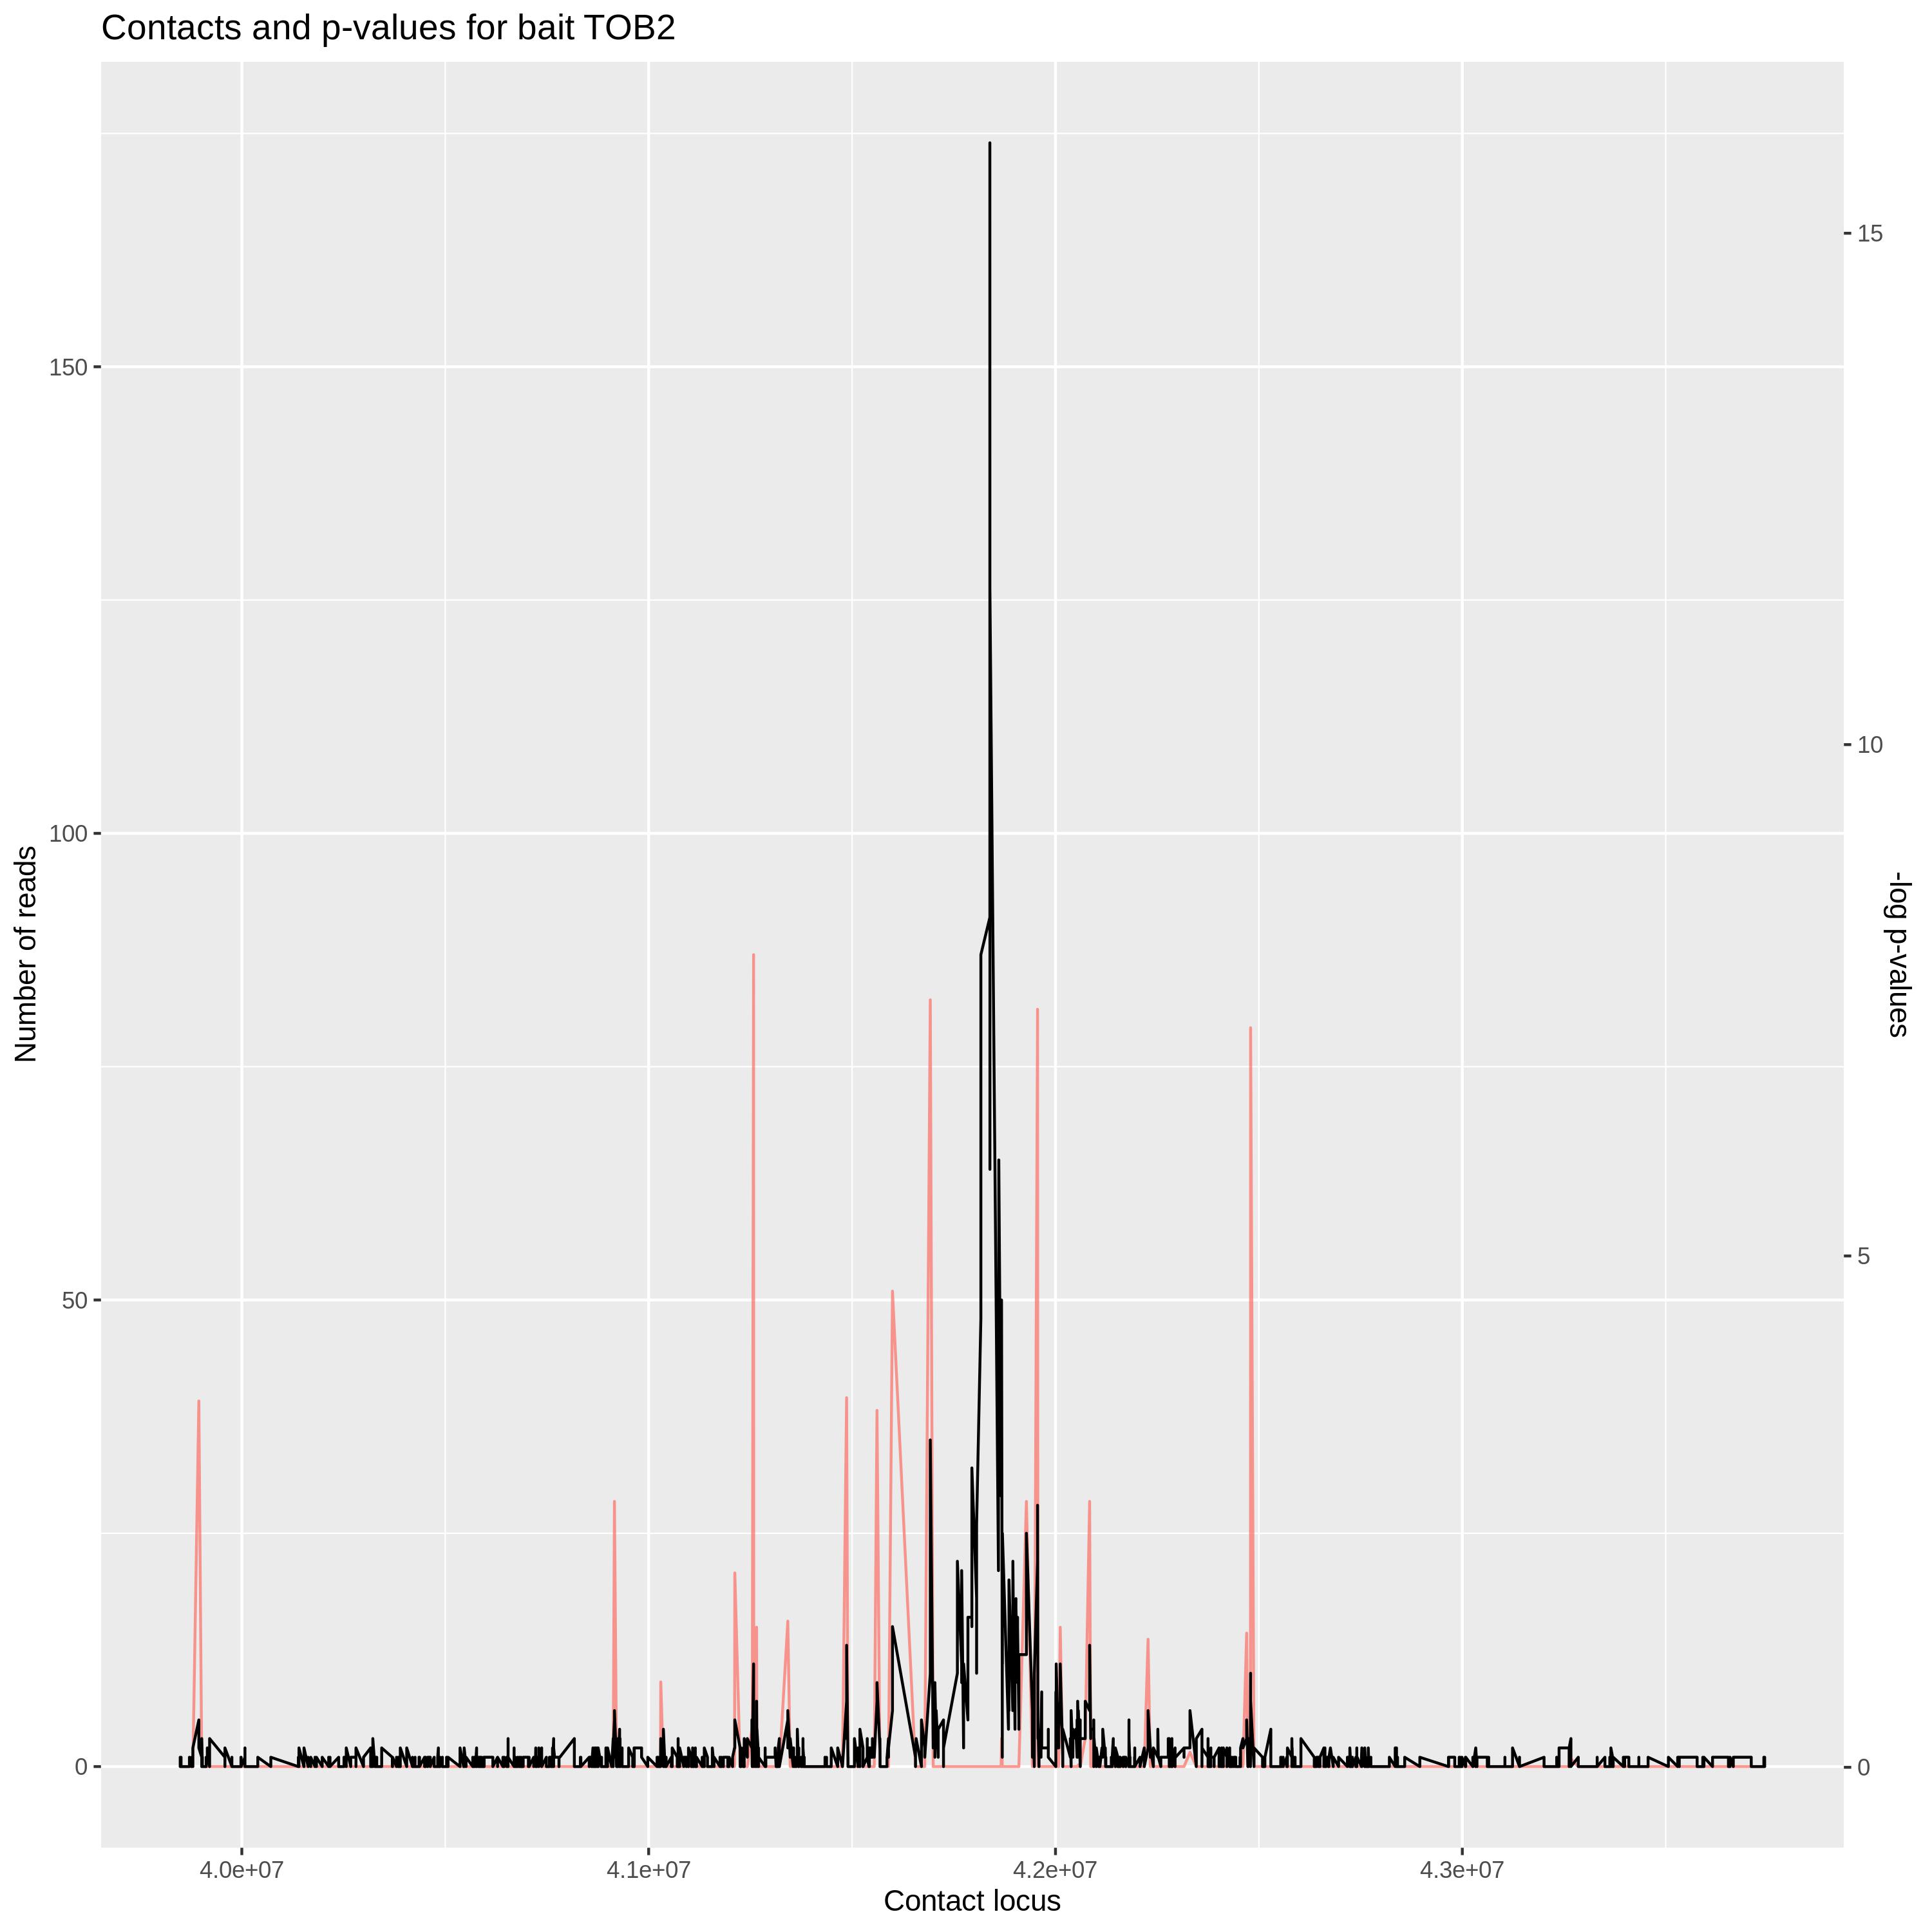 Contacts and p-values for bait TOB2
150
100
50
0
Number of reads
15
10
5
0
-log p-values
4.0e+07
4.1e+07
4.2e+07
4.3e+07
Contact locus